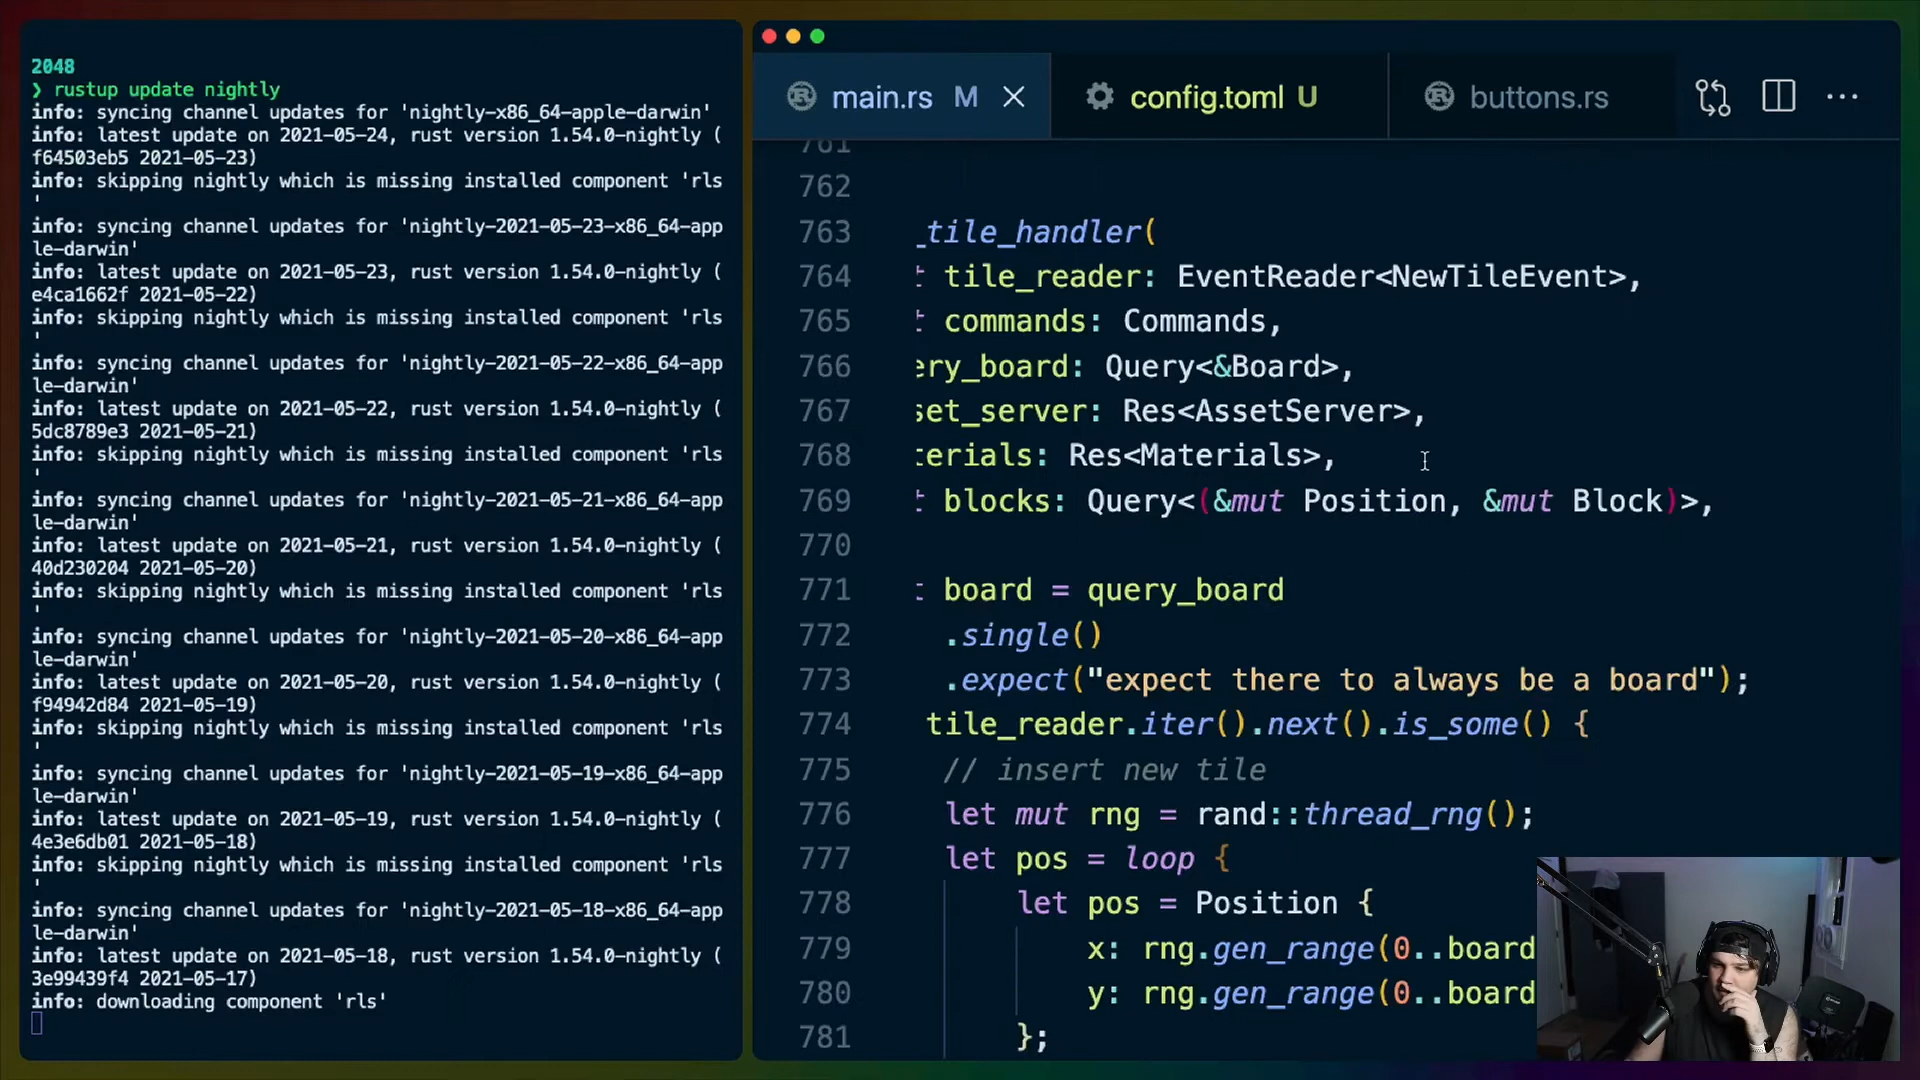 2048
❯ rustup update nightly
info: syncing channel updates for 'nightly-x86_64-apple-darwin'
info: latest update on 2021-05-24, rust version 1.54.0-nightly (
f64503eb5 2021-05-23)
info: skipping nightly which is missing installed component 'rls
'
info: syncing channel updates for 'nightly-2021-05-23-x86_64-app
le-darwin'
info: latest update on 2021-05-23, rust version 1.54.0-nightly (
e4ca1662f 2021-05-22)
info: skipping nightly which is missing installed component 'rls
'
info: syncing channel updates for 'nightly-2021-05-22-x86_64-app
le-darwin'
info: latest update on 2021-05-22, rust version 1.54.0-nightly (
5dc8789e3 2021-05-21)
info: skipping nightly which is missing installed component 'rls
'
info: syncing channel updates for 'nightly-2021-05-21-x86_64-app
le-darwin'
info: latest update on 2021-05-21, rust version 1.54.0-nightly (
40d230204 2021-05-20)
info: skipping nightly which is missing installed component 'rls
'
info: syncing channel updates for 'nightly-2021-05-20-x86_64-app
le-darwin'
info: latest update on 2021-05-20, rust version 1.54.0-nightly (
f94942d84 2021-05-19)
info: skipping nightly which is missing installed component 'rls
'
info: syncing channel updates for 'nightly-2021-05-19-x86_64-app
le-darwin'
info: latest update on 2021-05-19, rust version 1.54.0-nightly (
4e3e6db01 2021-05-18)
info: skipping nightly which is missing installed component 'rls
'
info: syncing channel updates for 'nightly-2021-05-18-x86_64-app
le-darwin'
info: latest update on 2021-05-18, rust version 1.54.0-nightly (
3e99439f4 2021-05-17)
info: downloading component 'rls'
main.rs M
config.toml U
buttons.rs
761
762
763 _tile_handler(
764 tile_reader: EventReader<NewTileEvent>,
765 commands: Commands,
766 ery_board: Query<&Board>,
767 set_server: Res<AssetServer>,
768 terials: Res<Materials>,
769 blocks: Query<(&mut Position, &mut Block)>,
770
771 board = query_board
772 .single()
773 .expect("expect there to always be a board");
774 tile_reader.iter().next().is_some() {
775 // insert new tile
776 let mut rng = rand::thread_rng();
777 let pos = loop {
778 let pos = Position {
779 x: rng.gen_range(0..board
780 y: rng.gen_range(0..board
781 };